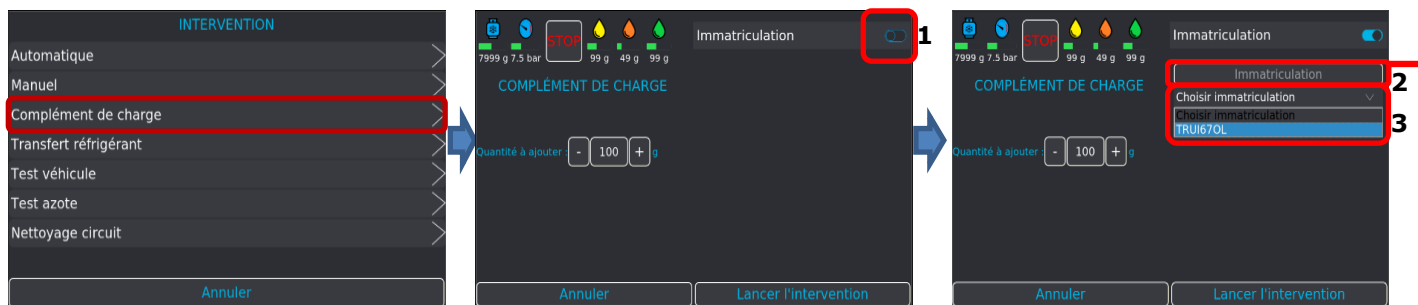 INTERVENTION
Automatique
Manuel
Complément de charge
Transfert réfrigérant
Test véhicule
Test azote
Nettoyage circuit
Annuler
STOP
7999 g 7.5 bar 99 g 49 g 99 g
Immatriculation
1
COMPLÉMENT DE CHARGE
Quantité à ajouter : - 100 + g
Annuler
Lancer l'intervention
STOP
7999 g 7.5 bar 99 g 49 g 99 g
Immatriculation
Immatriculation
2
COMPLÉMENT DE CHARGE
Choisir immatriculation
Choisir immatriculation
TRUI67OL
3
Quantité à ajouter : - 100 + g
Annuler
Lancer l'intervention